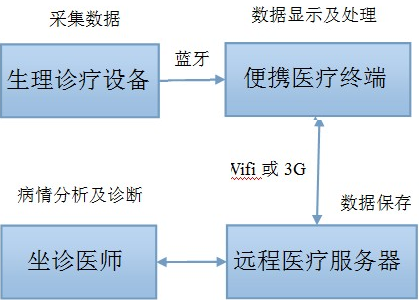 采集数据
数据显示及处理
生理诊疗设备
蓝牙
便携医疗终端
Vifi 或 3G
病情分析及诊断
数据保存
坐诊医师
远程医疗服务器